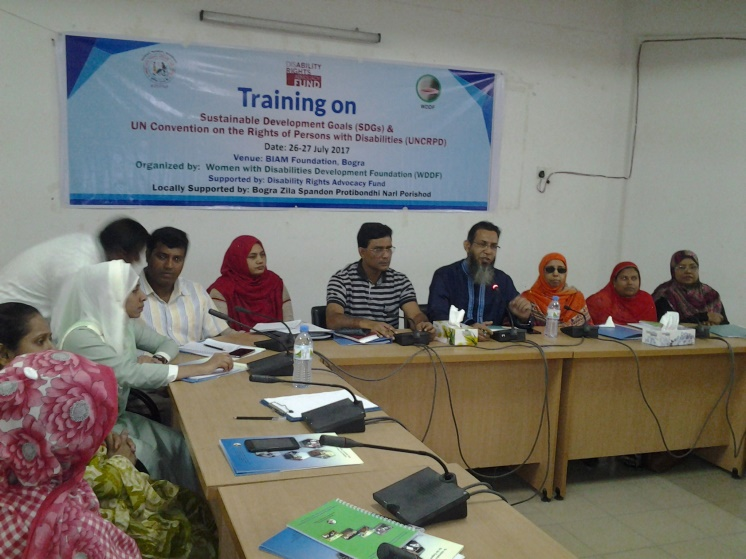 DISABILITY
RIGHTS
FUND
WDDF
Training on
Sustainable Development Goals (SDGs) &
UN Convention on the Rights of Persons with Disabilities (UNCRPD)
Date: 26-27 July 2017
Venue: BIAM Foundation, Bogra
Organized by: Women with Disabilities Development Foundation (WDDF)
Supported by: Disability Rights Advocacy Fund
Locally Supported by: Bogra Zila Spandon Protibondhi Nari Porishod